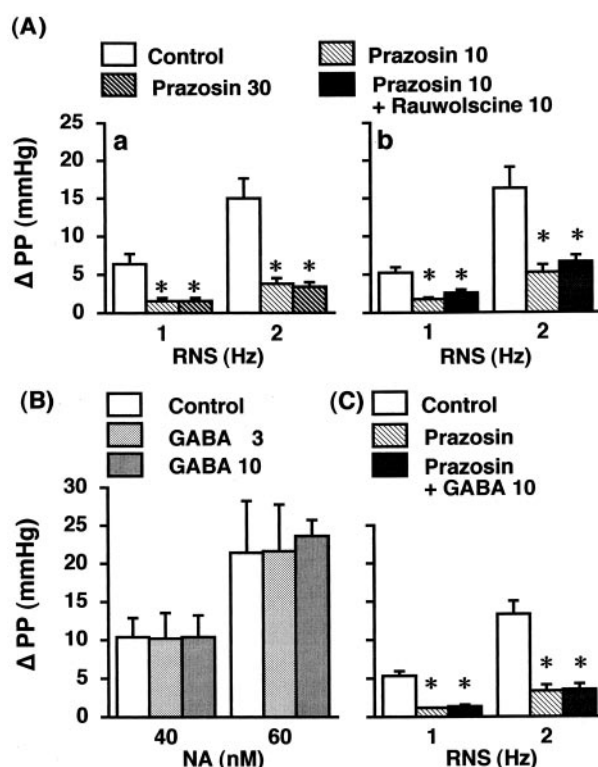 (A)
Control
Prazosin 10
Prazosin 30
Prazosin 10
+ Rauwolscine 10
25
20
15
10
5
0
Δ PP (mmHg)
a
* *
* *
1 2
RNS (Hz)
b
* *
* *
1 2
RNS (Hz)
(B)
Control
GABA 3
GABA 10
30
25
20
15
10
5
0
Δ PP (mmHg)
40 60
NA (nM)
(C)
Control
Prazosin
Prazosin
+ GABA 10
* *
* *
1 2
RNS (Hz)